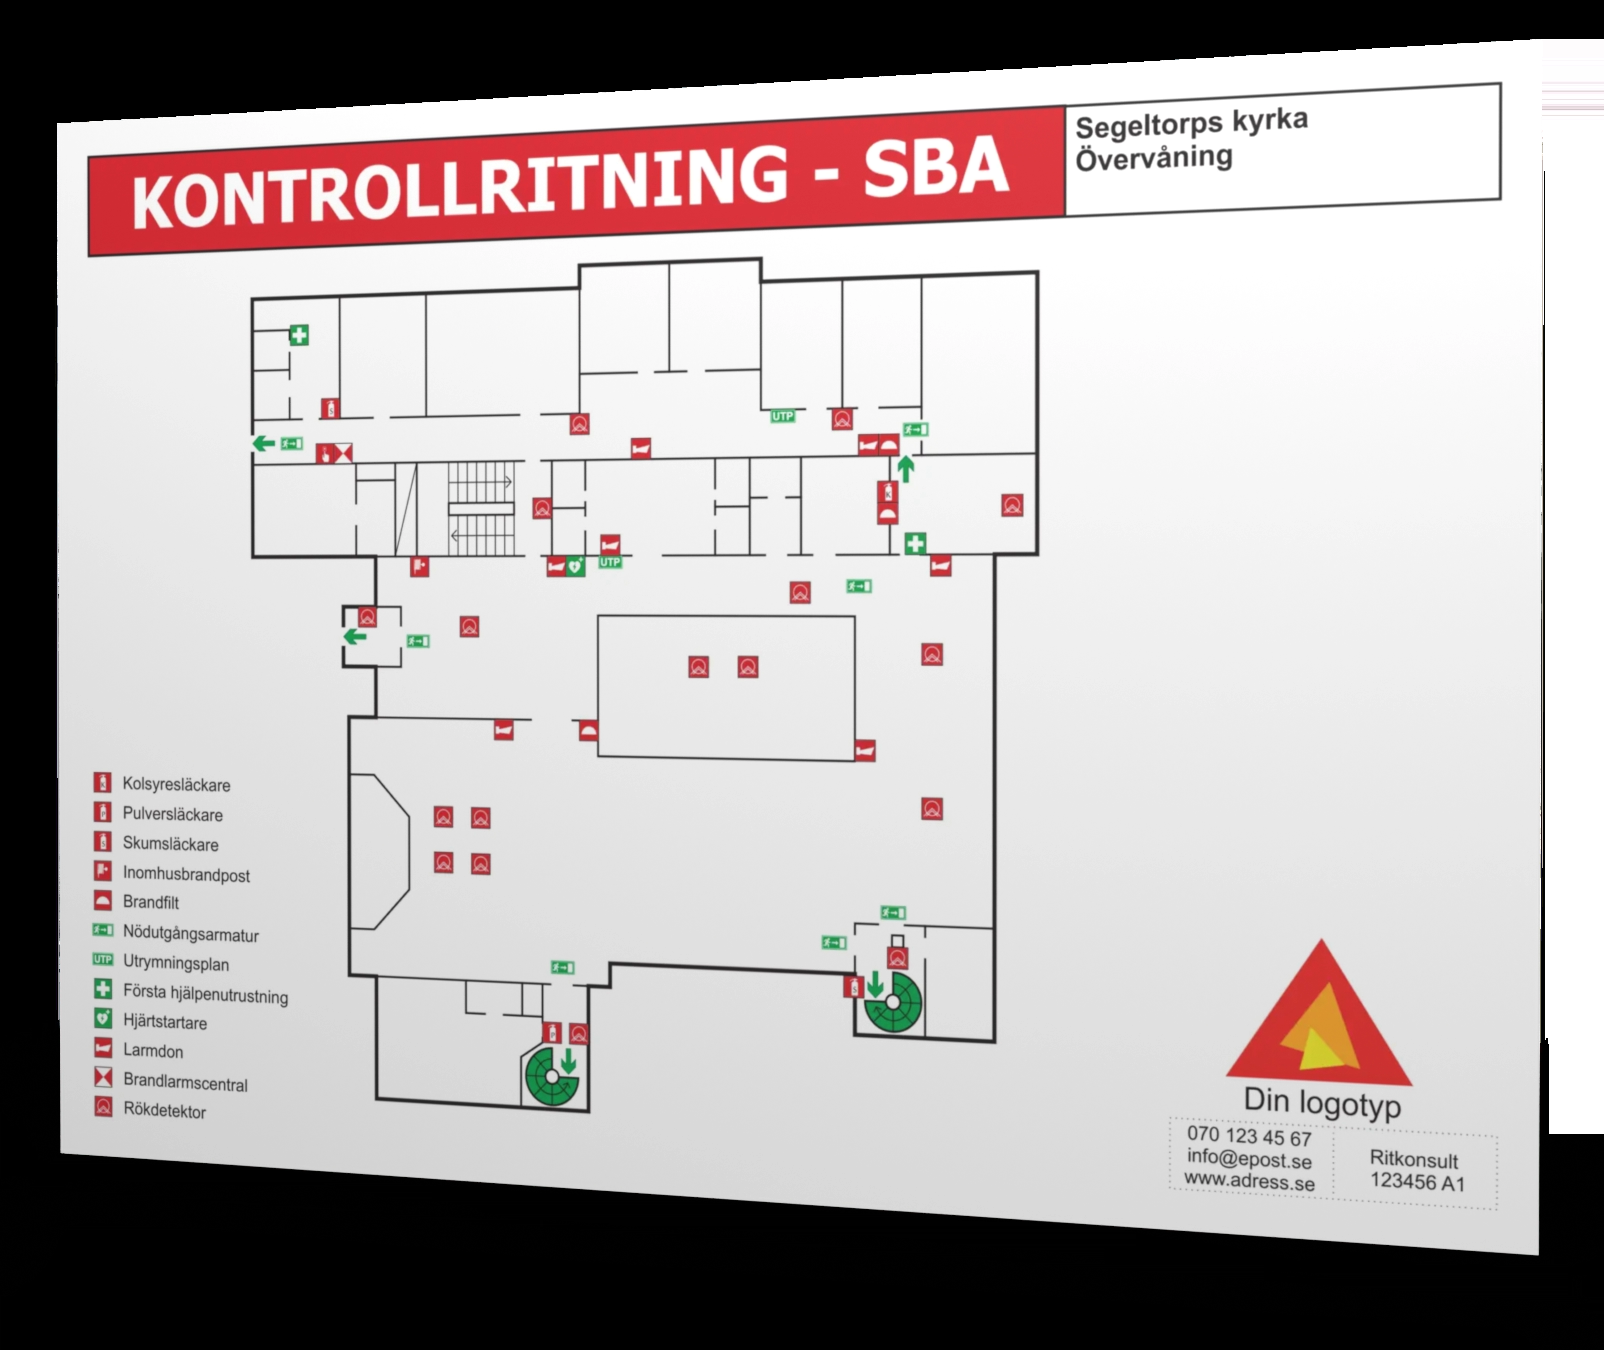 KONTROLLRITNING - SBA
Segeltorps kyrka
Övervåning
UTP
UTP
Kolsyresläckare
Pulversläckare
Skumsläckare
Inomhusbrandpost
Brandfilt
Nödutgångsarmatur
UTP Utrymningsplan
Första hjälpenutrustning
Hjärtstartare
Larmdon
Brandlarmscentral
Rökdetektor
Din logotyp
070 123 45 67
info@epost.se
www.adress.se
Ritkonsult
123456 A1